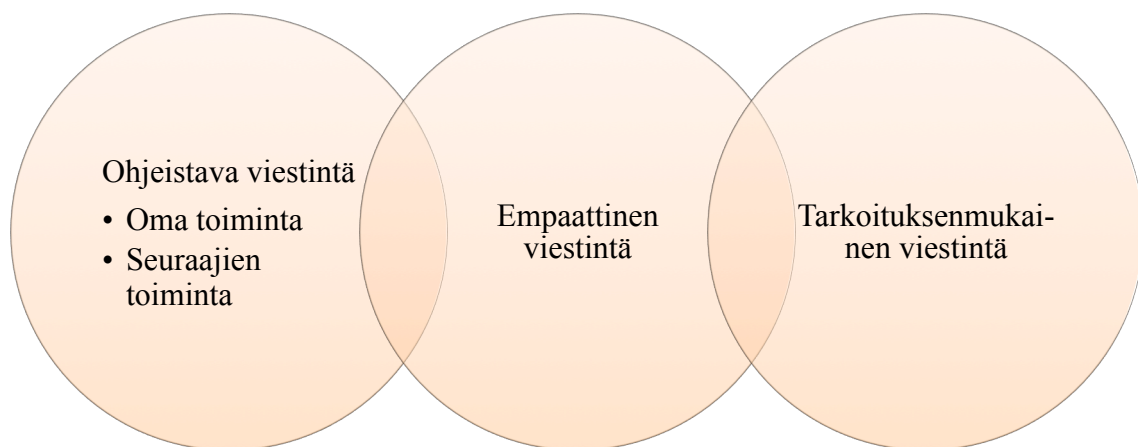 Ohjeistava viestintä
• Oma toiminta
• Seuraajien
toiminta
Empaattinen
viestintä
Tarkoituksenmukai-
nen viestintä